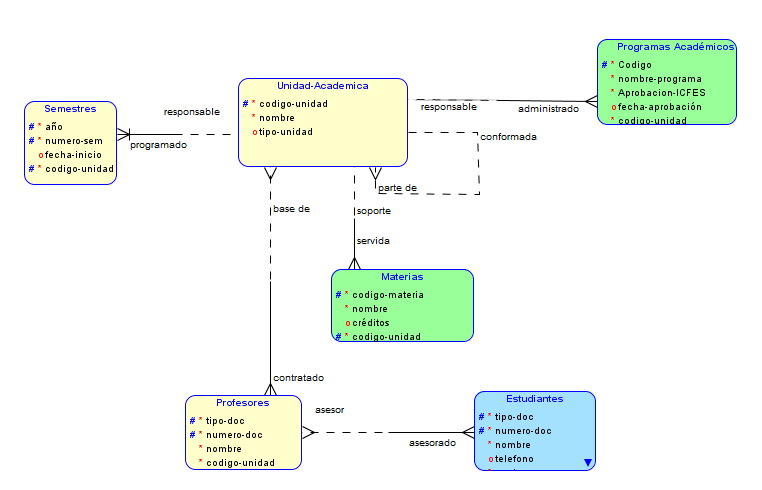 Programas Académicos
# * Codigo
* nombre-programa
* Aprobacion-ICFES
o fecha-aprobación
* codigo-unidad
Unidad-Academica
# * codigo-unidad
* nombre
o tipo-unidad
Semestres
# * año
# * numero-sem
o fecha-inicio
# * codigo-unidad
responsable
programado
responsable
administrado
conformada
parte de
base de
soporte
servida
Materias
# * codigo-materia
* nombre
o créditos
# * codigo-unidad
contratado
Profesores
# * tipo-doc
# * numero-doc
* nombre
* codigo-unidad
asesor
asesorado
Estudiantes
# * tipo-doc
# * numero-doc
* nombre
o telefono